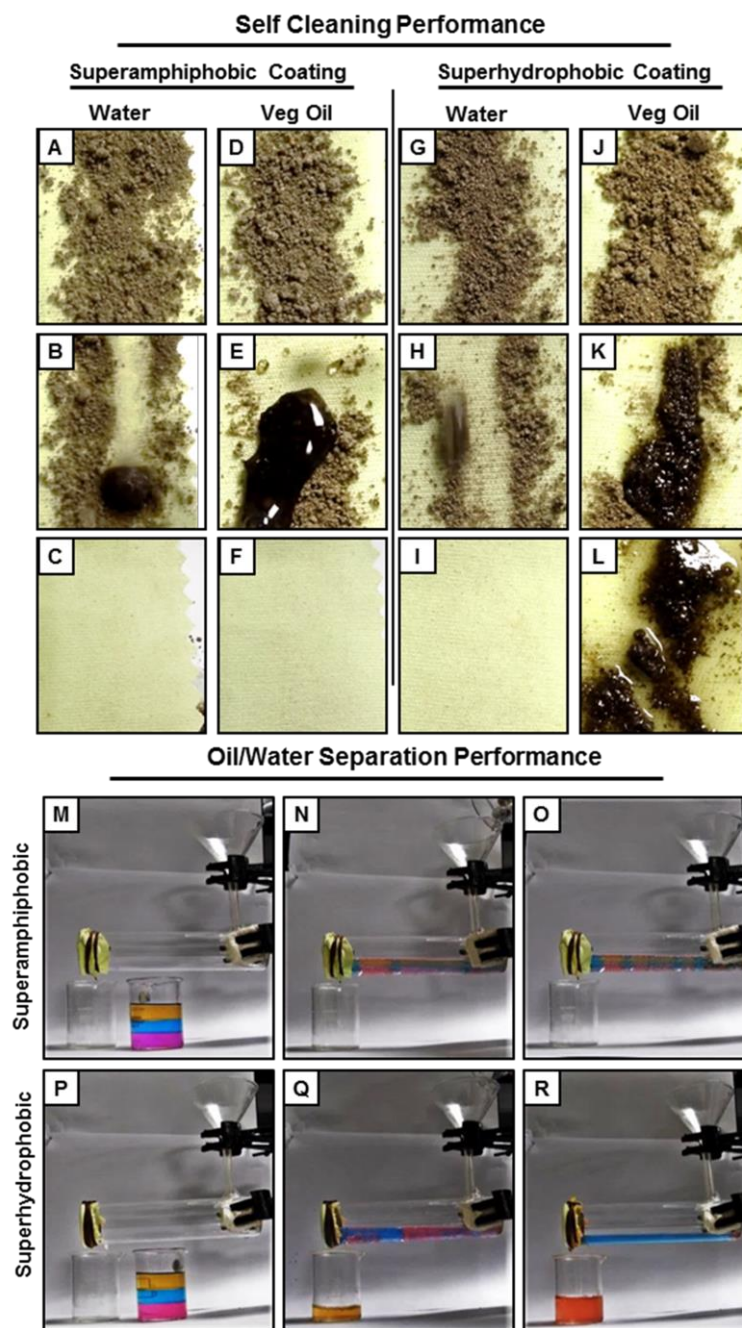 Self Cleaning Performance
Superamphiphobic Coating
Superhydrophobic Coating
Water
Veg Oil
Water
Veg Oil
A
D
G
J
B
E
H
K
C
F
I
L
Oil/Water Separation Performance
Superamphiphobic
M
N
O
Superhydrophobic
P
Q
R